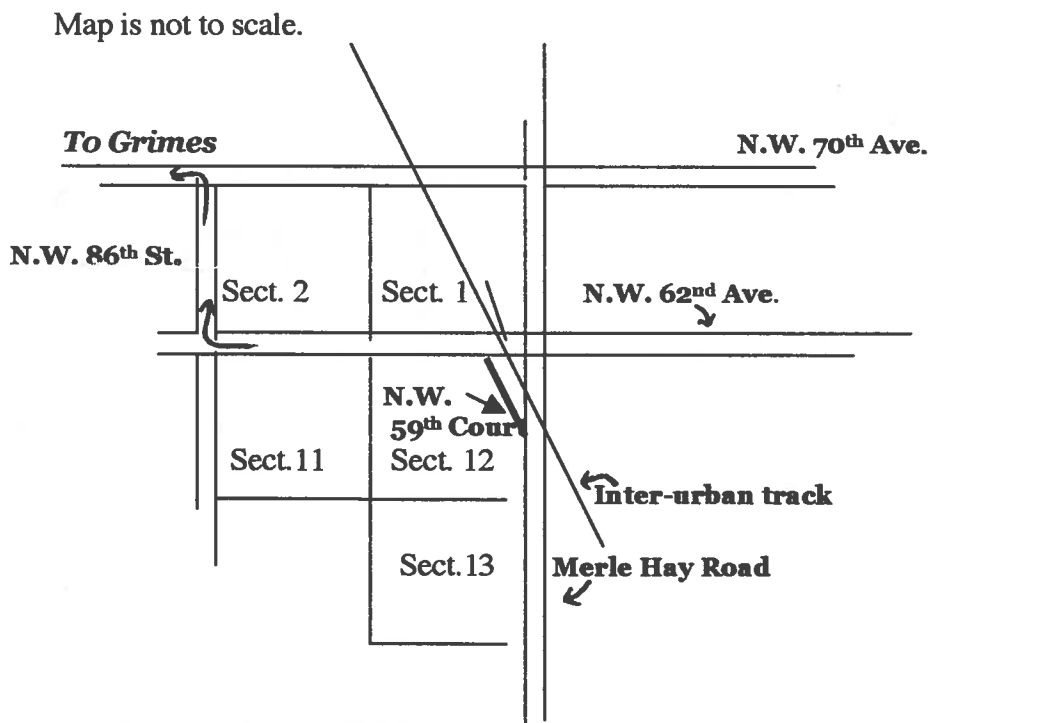 Map is not to scale.
To Grimes
N.W. 70th Ave.
N.W. 86th St.
Sect. 2
Sect. 1
N.W. 62nd Ave.
N.W.
59th Court
Sect. 11
Sect. 12
Inter-urban track
Sect. 13
Merle Hay Road